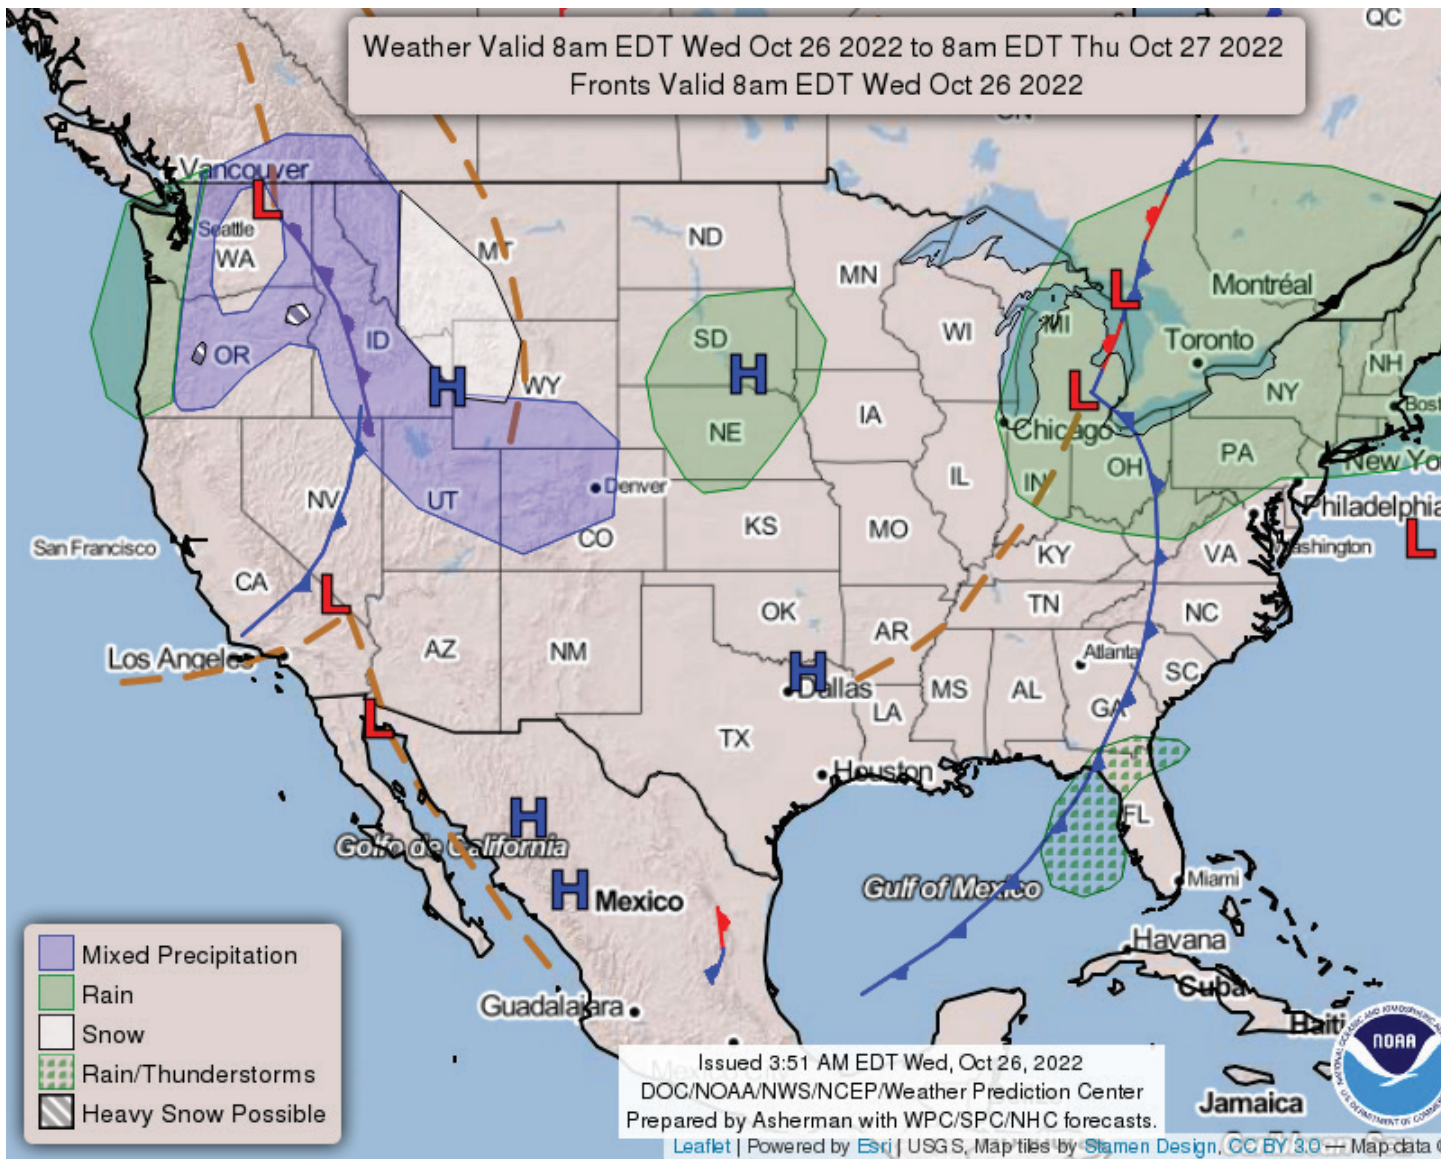 QC
Weather Valid 8am EDT Wed Oct 26 2022 to 8am EDT Thu Oct 27 2022
Fronts Valid 8am EDT Wed Oct 26 2022
Vancouver
L
Seattle
WA
MT
ND
MN
L
Montréal
OR
ID
SD
WI
MI
Toronto
H
WY
H
L
NH
NY
Bost
IA
NE
Chicago
OH
PA
New Yor
NV
UT
Denver
IL
IN
Philadelphia
San Francisco
CO
KS
MO
KY
VA
Washington
L
CA
L
OK
TN
NC
AZ
NM
AR
Los Angeles
H
Dallas
MS
AL
Atlanta
SC
L
TX
LA
GA
Houston
FL
H
Golfo de California
H
Mexico
Gulf of Mexico
Miami
Havana
Cuba
Guadalajara
Haiti
Jamaica
Mixed Precipitation
Rain
Snow
Rain/Thunderstorms
Heavy Snow Possible
Issued 3:51 AM EDT Wed, Oct 26, 2022
DOC/NOAA/NWS/NCEP/Weather Prediction Center
Prepared by Asherman with WPC/SPC/NHC forecasts.
Leaflet | Powered by Esri | USGS, Map tiles by Stamen Design, CC BY 3.0 — Map data ©
NOAA